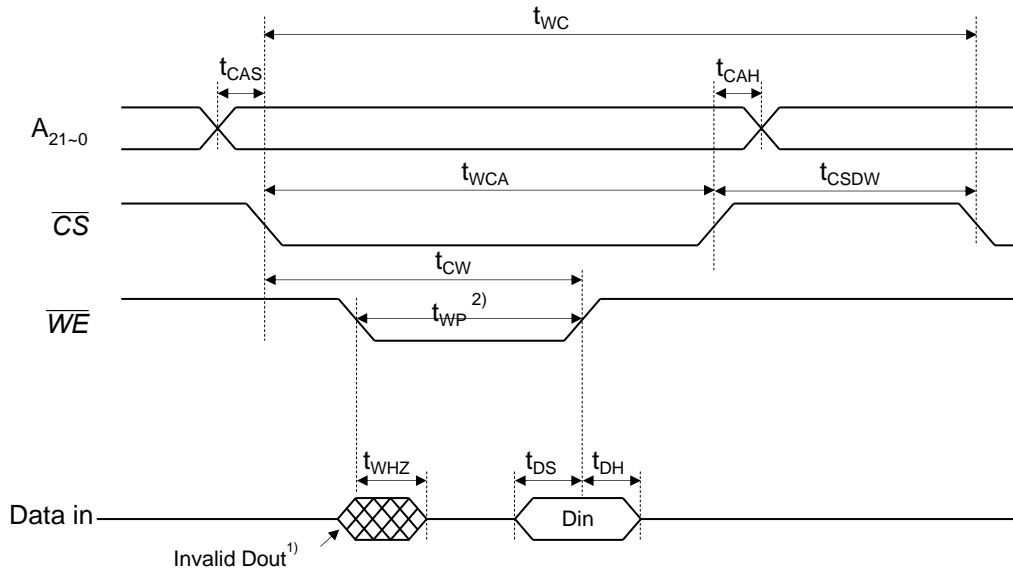 tWC
tCAS
tCAH
A21~0
tWCA
tCSDW
CS
tCW
WE
tWP 2)
tWHZ
tDS
tDH
Data in
Din
Invalid Dout1)